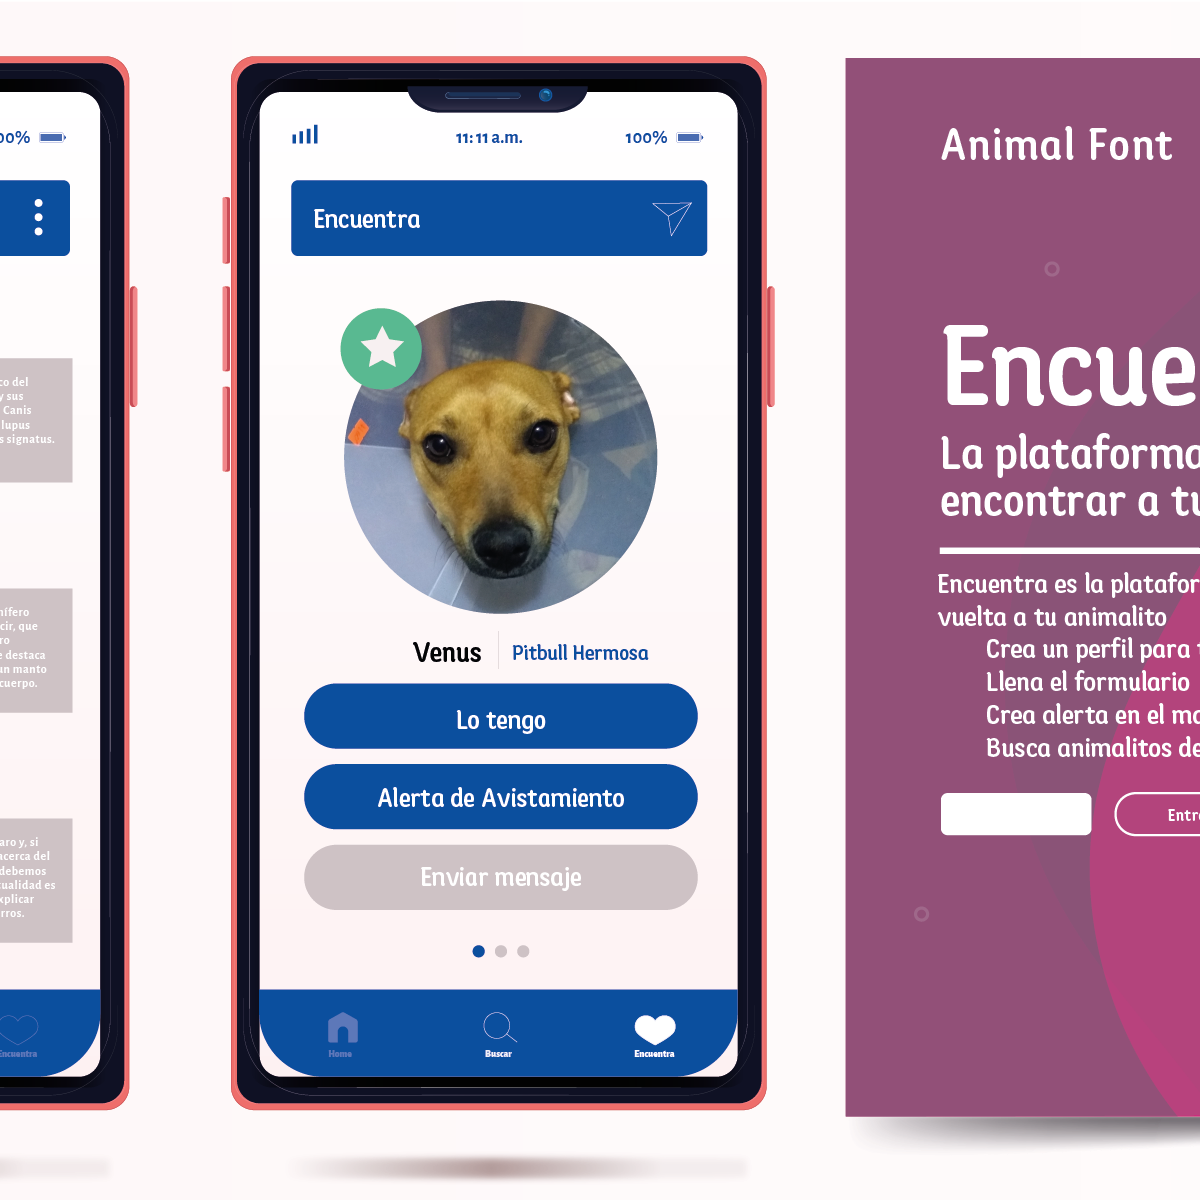 00%
co del
y sus
Canis
lupus
s signatus.
nífero
cir, que
ro
e destaca
un manto
cuerpo.
aro y, si
acerca del
debemos
tualidad es
xplicar
rros.
Encuentra
11:11 a.m.
100%
Encuentra
Venus
Pitbull Hermosa
Lo tengo
Alerta de Avistamiento
Enviar mensaje
Home
Buscar
Encuentra
Animal Font
Encue
La plataforma
encontrar a tu
Encuentra es la platafor
vuelta a tu animalito
Crea un perfil para
Llena el formulario
Crea alerta en el ma
Busca animalitos de
Entr